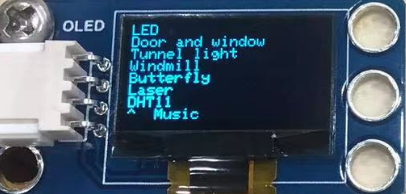 OLED
LED
Door and window
Tunnel light
Windmill
Butterfly
Laser
DHT11
^ Music